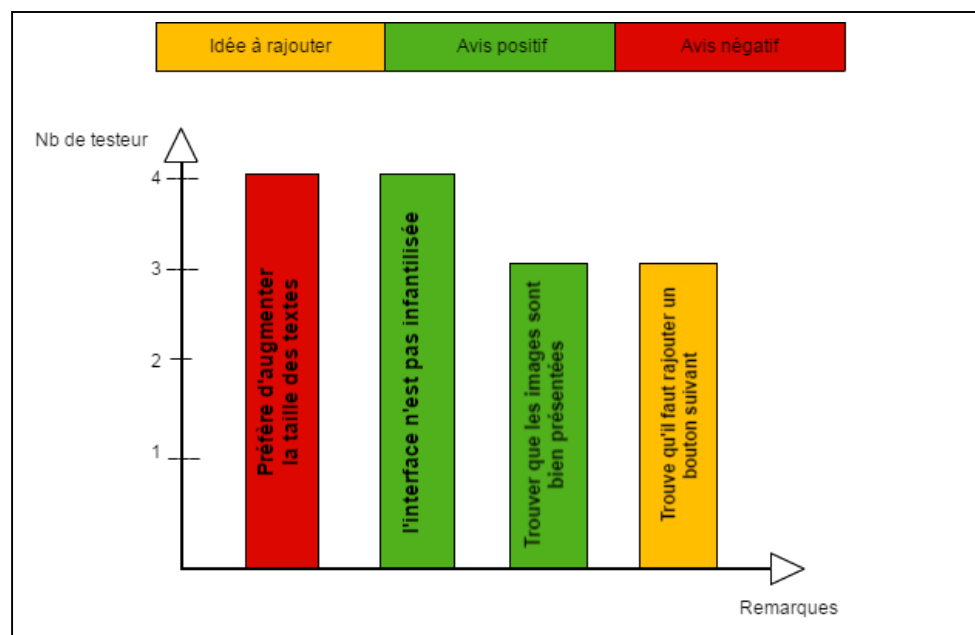 Idée à rajouter
Avis positif
Avis négatif
Nb de testeur
4
3
2
1
Préfère d'augmenter
la taille des textes
l'interface n'est pas infantilisée
Trouver que les images sont
bien présentées
Trouve qu'il faut rajouter un
bouton suivant
Remarques